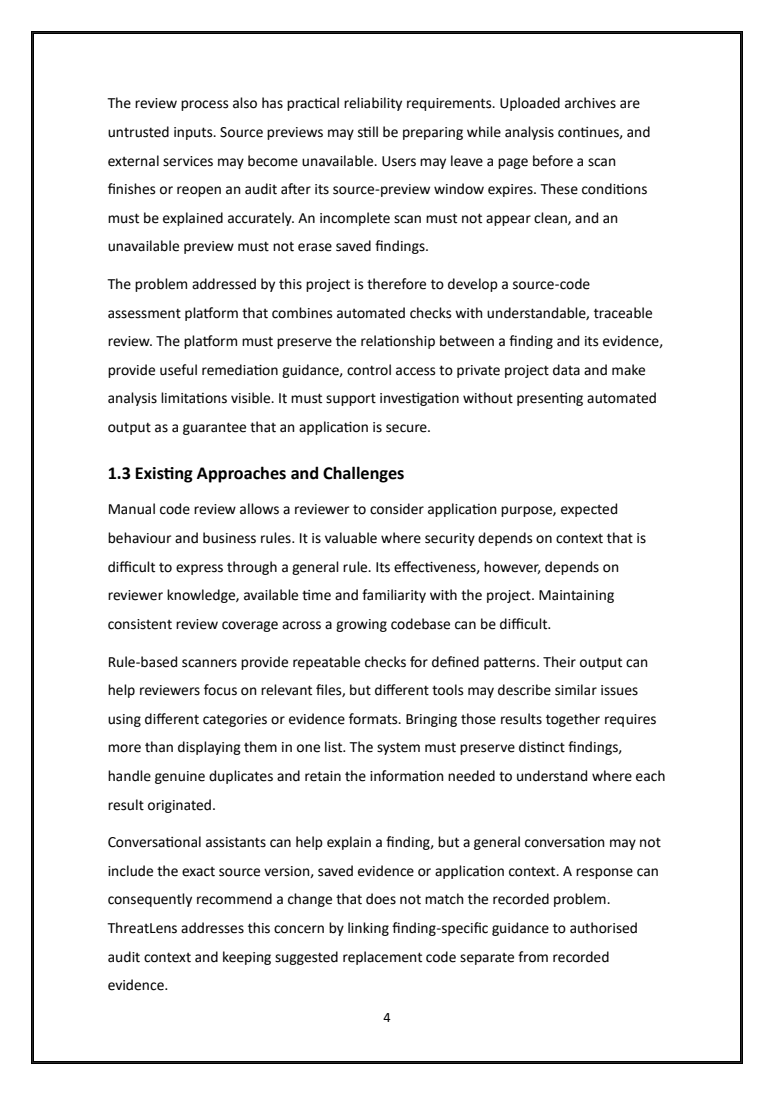 The review process also has practical reliability requirements. Uploaded archives are
untrusted inputs. Source previews may still be preparing while analysis continues, and
external services may become unavailable. Users may leave a page before a scan
finishes or reopen an audit after its source-preview window expires. These conditions
must be explained accurately. An incomplete scan must not appear clean, and an
unavailable preview must not erase saved findings.
The problem addressed by this project is therefore to develop a source-code
assessment platform that combines automated checks with understandable, traceable
review. The platform must preserve the relationship between a finding and its evidence,
provide useful remediation guidance, control access to private project data and make
analysis limitations visible. It must support investigation without presenting automated
output as a guarantee that an application is secure.
1.3 Existing Approaches and Challenges
Manual code review allows a reviewer to consider application purpose, expected
behaviour and business rules. It is valuable where security depends on context that is
difficult to express through a general rule. Its effectiveness, however, depends on
reviewer knowledge, available time and familiarity with the project. Maintaining
consistent review coverage across a growing codebase can be difficult.
Rule-based scanners provide repeatable checks for defined patterns. Their output can
help reviewers focus on relevant files, but different tools may describe similar issues
using different categories or evidence formats. Bringing those results together requires
more than displaying them in one list. The system must preserve distinct findings,
handle genuine duplicates and retain the information needed to understand where each
result originated.
Conversational assistants can help explain a finding, but a general conversation may not
include the exact source version, saved evidence or application context. A response can
consequently recommend a change that does not match the recorded problem.
ThreatLens addresses this concern by linking finding-specific guidance to authorised
audit context and keeping suggested replacement code separate from recorded
evidence.
4